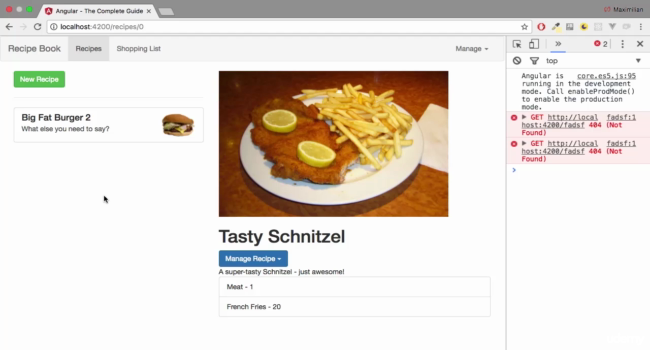 Angular - The Complete Guide
Maximilian
localhost:4200/recipes/0
Recipe Book
Recipes
Shopping List
Manage
New Recipe
Big Fat Burger 2
What else you need to say?
Tasty Schnitzel
Manage Recipe
A super-tasty Schnitzel - just awesome!
Meat - 1
French Fries - 20
2
top
Angular is core.es5.js:95
running in the development
mode. Call enableProdMode()
to enable the production
mode.
GET http://local fadsf:1
host:4200/fadsf 404 (Not
Found)
GET http://local fadsf:1
host:4200/fadsf 404 (Not
Found)